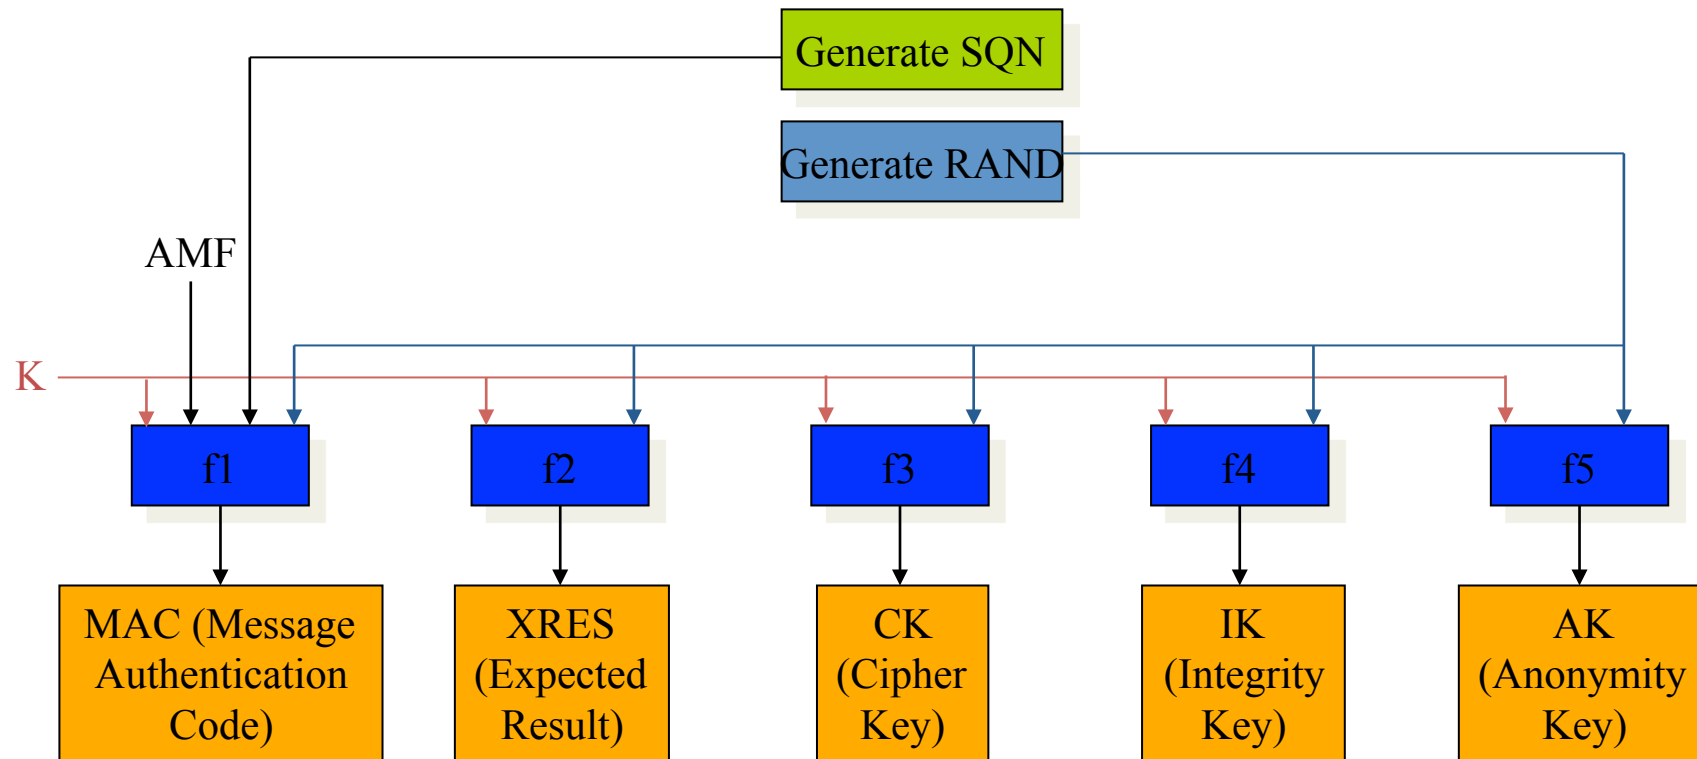 Generate SQN
Generate RAND
AMF
K
f1
f2
f3
f4
f5
MAC (Message
Authentication
Code)
XRES
(Expected
Result)
CK
(Cipher
Key)
IK
(Integrity
Key)
AK
(Anonymity
Key)